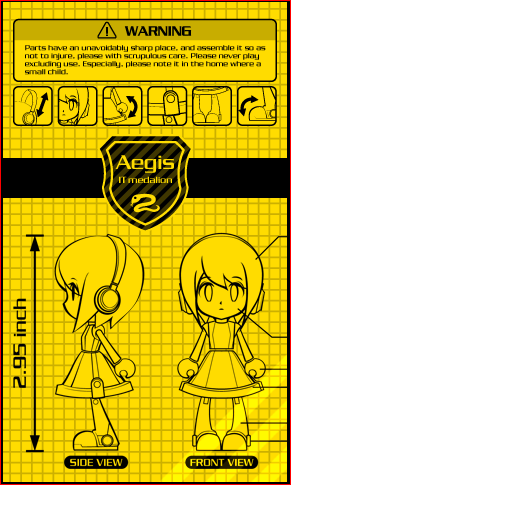 WARNING
Parts have an unavoidably sharp place, and assemble it so as
not to injure, please with scrupulous care. Please never play
excluding use. Especially, please note it in the home where a
small child.
Aegis
11 medalion
2
2.95 inch
SIDE VIEW
FRONT VIEW